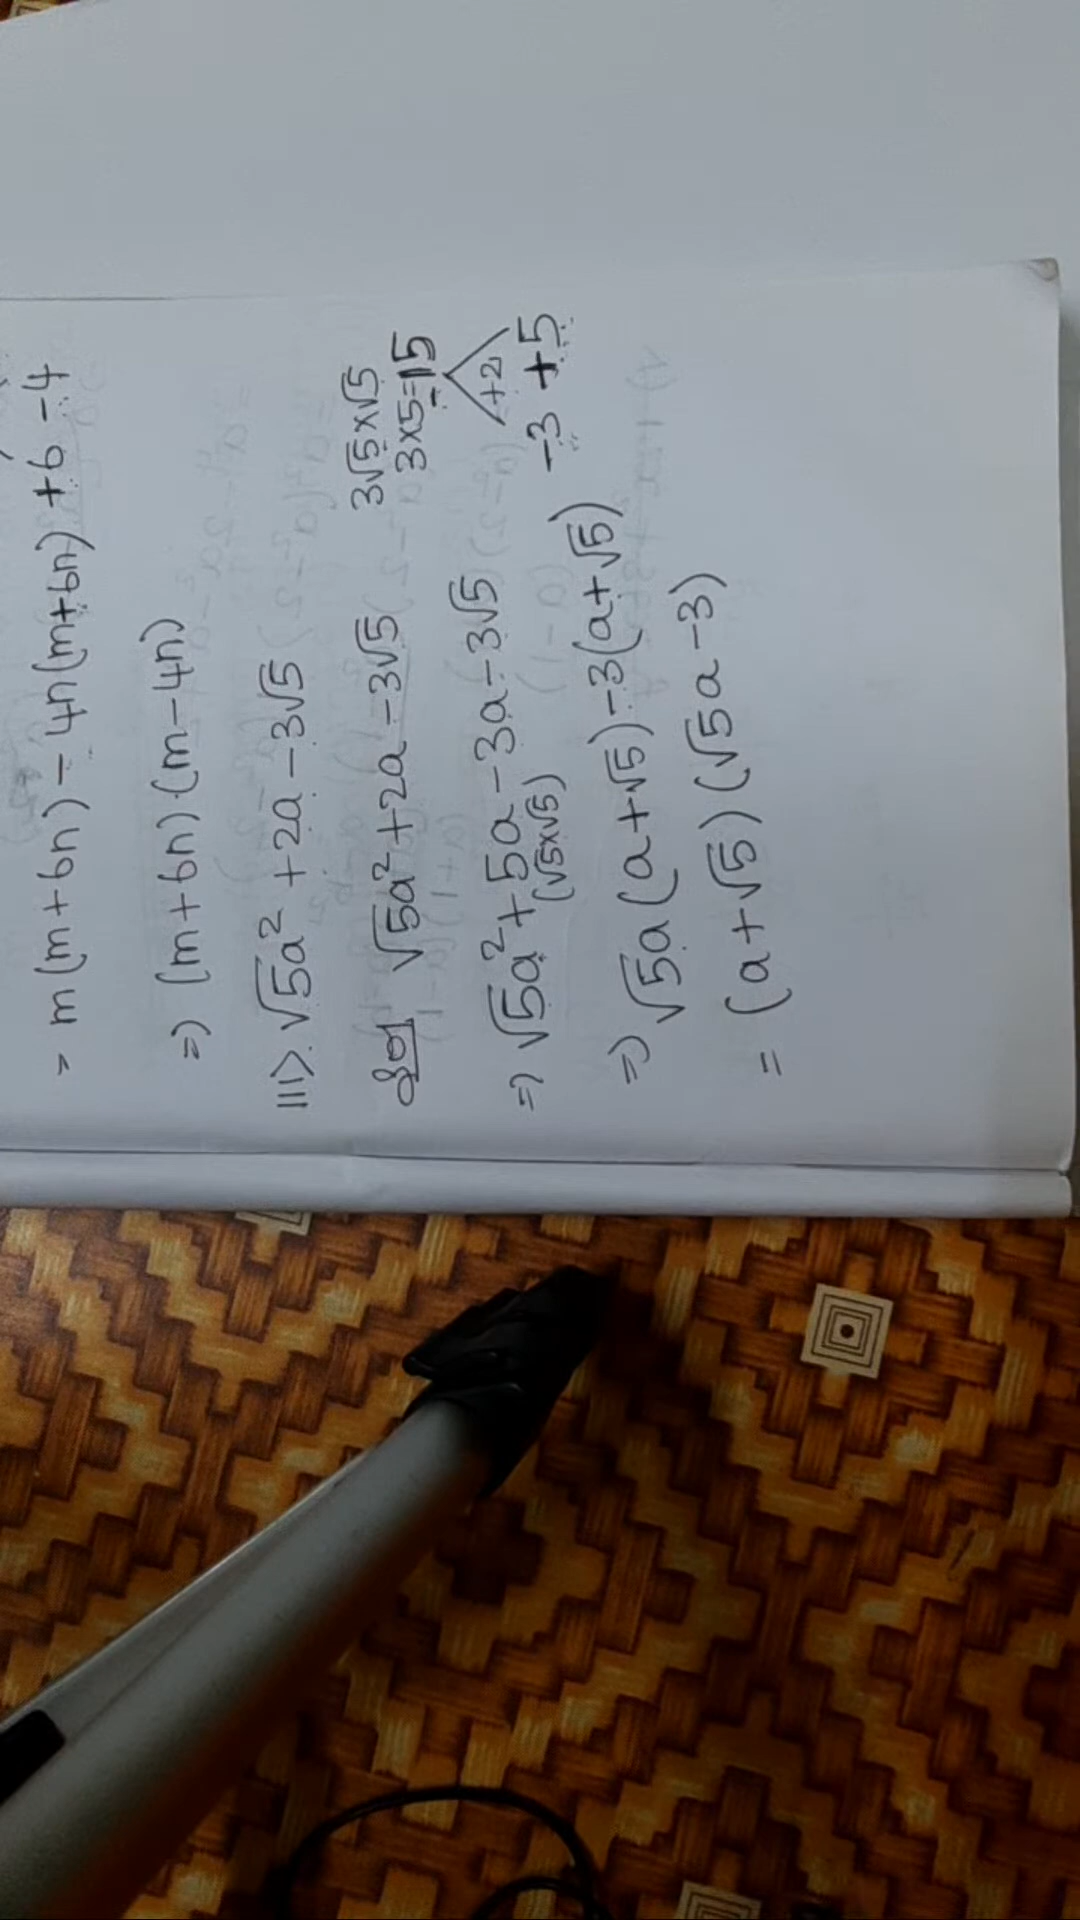 = m(m+6n) - 4n(m+6n) +6 -4
=> (m+6n) (m-4n)
III> √5a² + 2a - 3√5
√5a² + 2a - 3√5 3√5×√5
3×5=-15
+2
=> √5a² + 5a - 3a - 3√5 -3 +5
(√5×√5)
=> √5a (a+√5) -3(a+√5)
= (a+√5) (√5a-3)